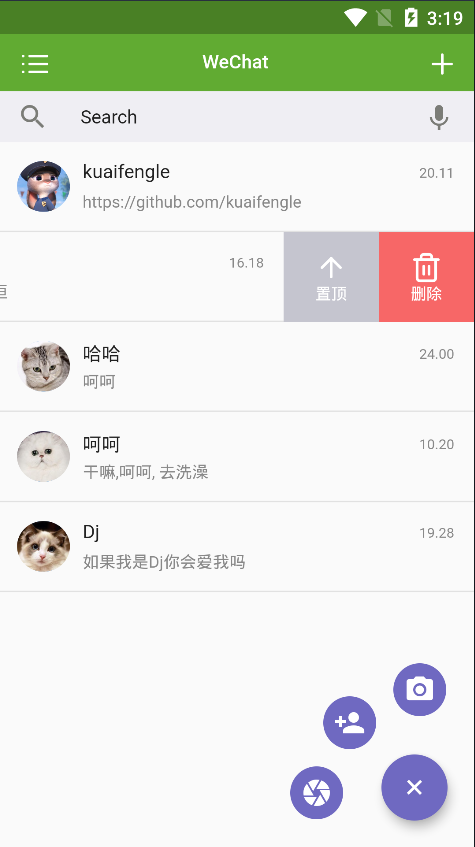 3:19
WeChat
Search
kuaifengle 20.11
https://github.com/kuaifengle
16.18
置顶 删除
哈哈 24.00
呵呵
呵呵 10.20
干嘛,呵呵, 去洗澡
Dj 19.28
如果我是Dj你会爱我吗